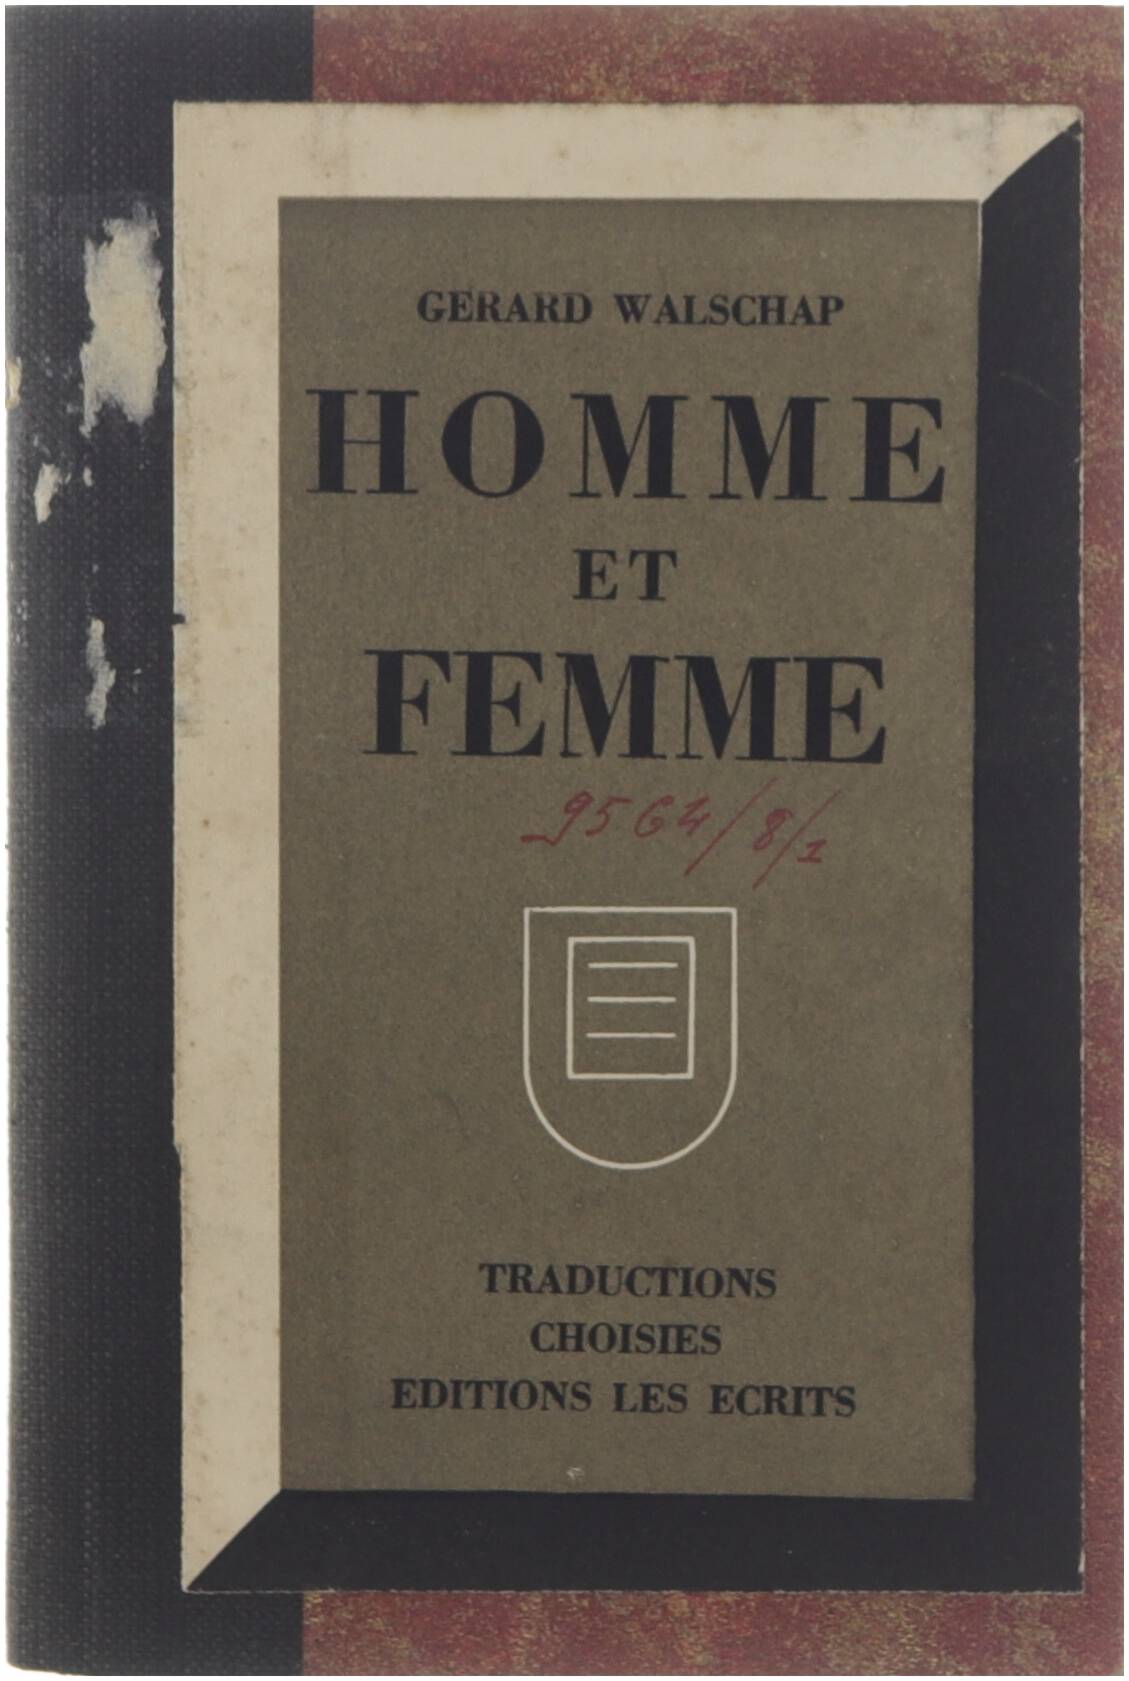 GERARD WALSCHAP
HOMME
ET
FEMME
9564/8/1
TRADUCTIONS
CHOISIES
EDITIONS LES ECRITS